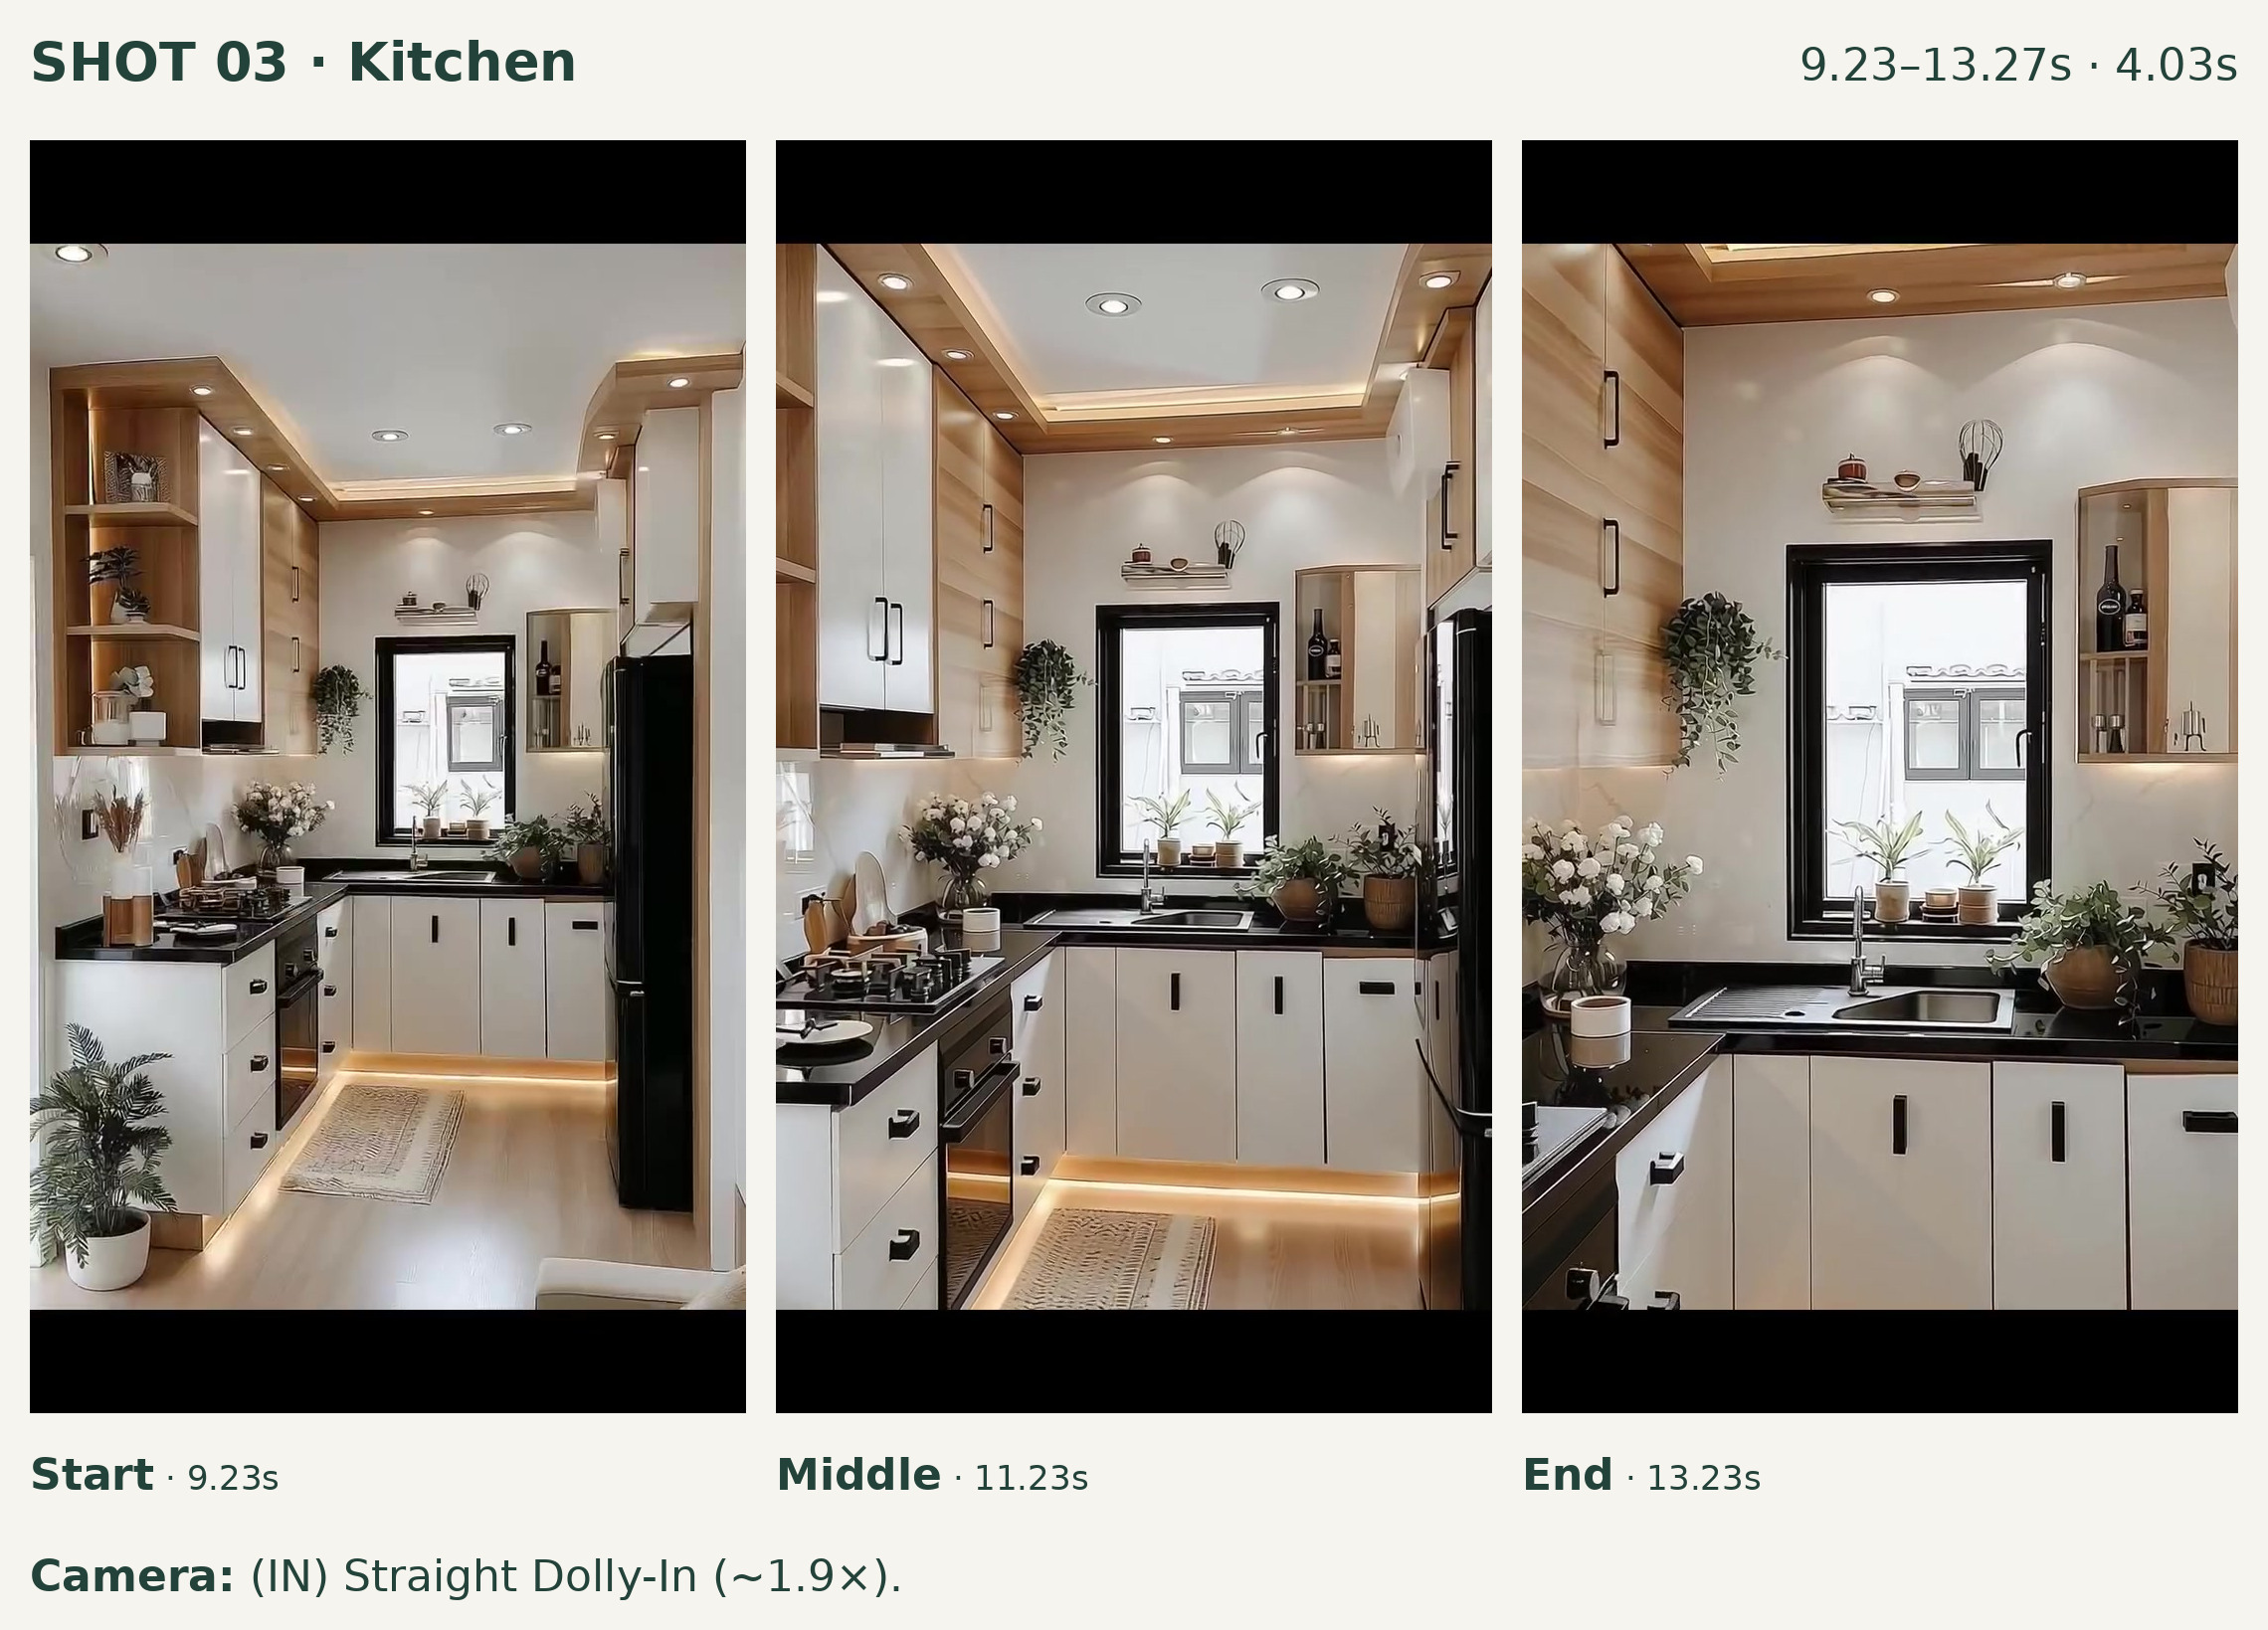 SHOT 03 · Kitchen
9.23–13.27s · 4.03s
Start · 9.23s
Middle · 11.23s
End · 13.23s
Camera: (IN) Straight Dolly-In (~1.9×).